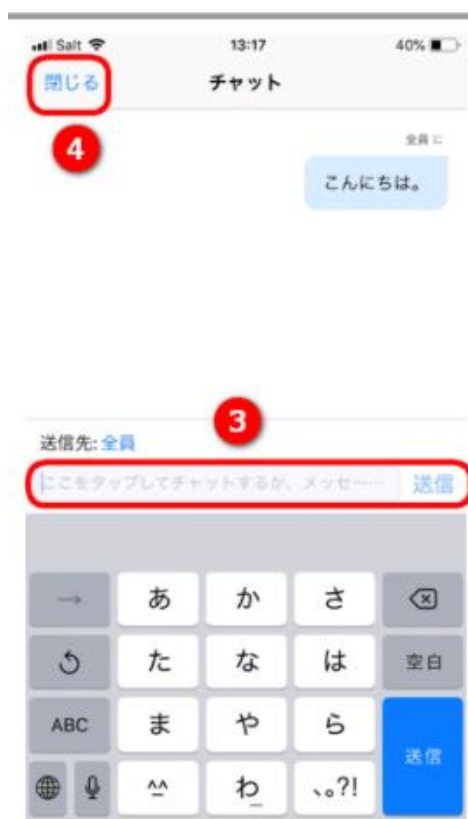 Salt 13:17 40%
閉じる チャット
4
全員 に
こんにちは。
3
送信先: 全員
ここをタップしてチャットするか、メッセー… 送信
→ あ か さ
た な は 空白
ABC ま や ら
送信
^^ わ_ 、。?!